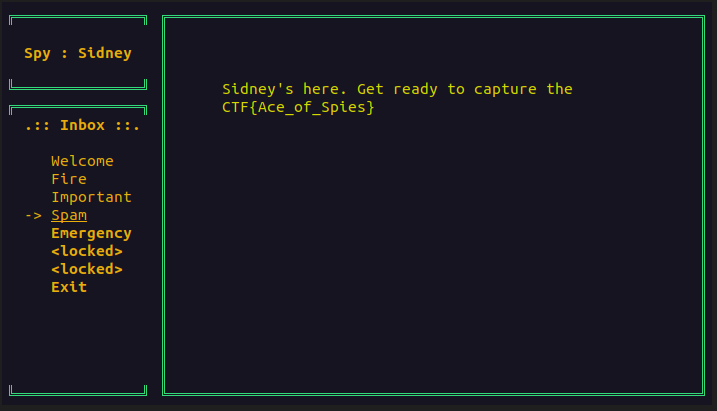 Spy : Sidney
.:: Inbox ::.
Welcome
Fire
Important
-> Spam
Emergency
<locked>
<locked>
Exit
Sidney's here. Get ready to capture the
CTF{Ace_of_Spies}